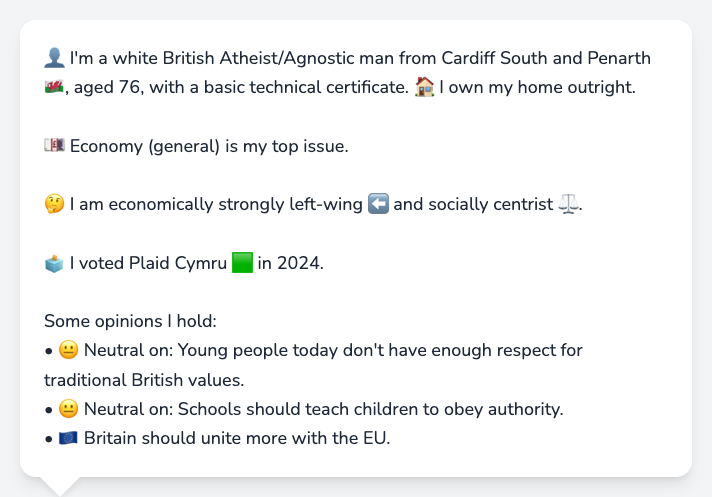 👤 I'm a white British Atheist/Agnostic man from Cardiff South and Penarth
🏴󠁧󠁢󠁷󠁬󠁳󠁿, aged 76, with a basic technical certificate. 🏠 I own my home outright.
💷 Economy (general) is my top issue.
🤔 I am economically strongly left-wing ⬅️ and socially centrist ⚖️.
🗳️ I voted Plaid Cymru 🟩 in 2024.
Some opinions I hold:
• 😐 Neutral on: Young people today don't have enough respect for
traditional British values.
• 😐 Neutral on: Schools should teach children to obey authority.
• 🇪🇺 Britain should unite more with the EU.